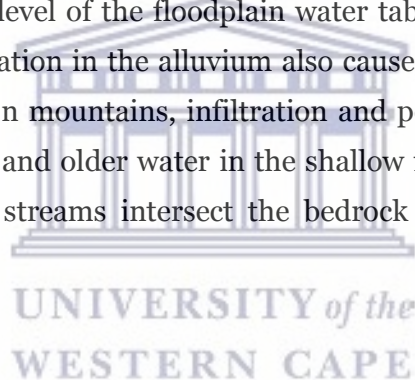 level of the floodplain water tab
ation in the alluvium also cause
n mountains, infiltration and p
and older water in the shallow
streams intersect the bedrock
UNIVERSITY of the
WESTERN CAPE